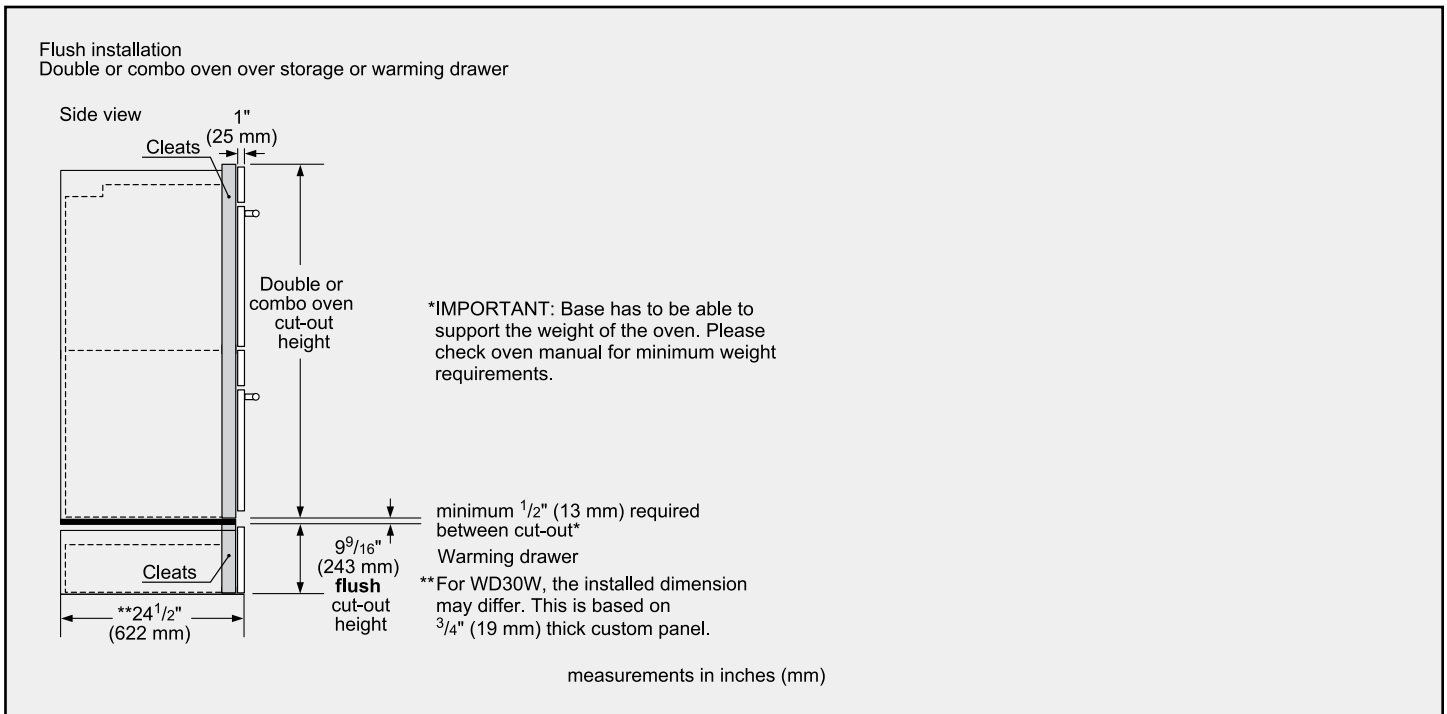 Flush installation
Double or combo oven over storage or warming drawer
Side view
1"
(25 mm)
Cleats
Double or
combo oven
cut-out
height
*IMPORTANT: Base has to be able to
support the weight of the oven. Please
check oven manual for minimum weight
requirements.
minimum 1/2" (13 mm) required
between cut-out*
9 9/16"
(243 mm)
flush
cut-out
height
Warming drawer
Cleats
**24 1/2"
(622 mm)
**For WD30W, the installed dimension
may differ. This is based on
3/4" (19 mm) thick custom panel.
measurements in inches (mm)